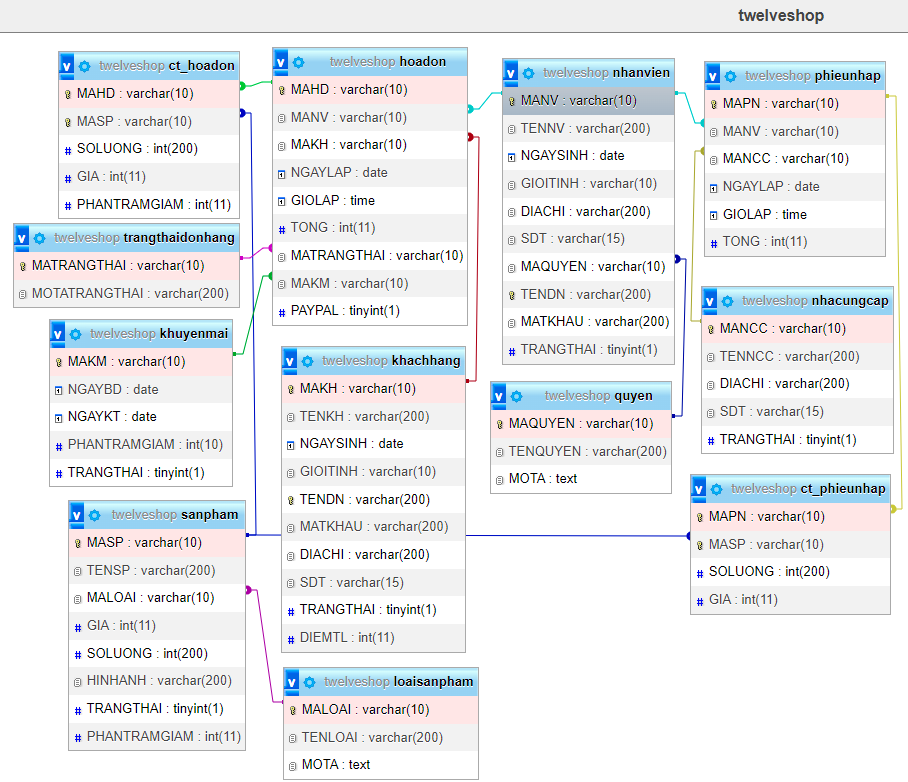 twelveshop
v twelveshop ct_hoadon
MAHD : varchar(10)
MASP : varchar(10)
# SOLUONG : int(200)
# GIA : int(11)
# PHANTRAMGIAM : int(11)
v twelveshop hoadon
MAHD : varchar(10)
MANV : varchar(10)
MAKH : varchar(10)
NGAYLAP : date
GIOLAP : time
# TONG : int(11)
MATRANGTHAI : varchar(10)
MAKM : varchar(10)
# PAYPAL : tinyint(1)
v twelveshop nhanvien
MANV : varchar(10)
TENNV : varchar(200)
NGAYSINH : date
GIOITINH : varchar(10)
DIACHI : varchar(200)
SDT : varchar(15)
MAQUYEN : varchar(10)
TENDN : varchar(200)
MATKHAU : varchar(200)
# TRANGTHAI : tinyint(1)
v twelveshop phieunhap
MAPN : varchar(10)
MANV : varchar(10)
MANCC : varchar(10)
NGAYLAP : date
GIOLAP : time
# TONG : int(11)
v twelveshop trangthaidonhang
MATRANGTHAI : varchar(10)
MOTATRANGTHAI : varchar(200)
v twelveshop nhacungcap
MANCC : varchar(10)
TENNCC : varchar(200)
DIACHI : varchar(200)
SDT : varchar(15)
# TRANGTHAI : tinyint(1)
v twelveshop khuyenmai
MAKM : varchar(10)
NGAYBD : date
NGAYKT : date
# PHANTRAMGIAM : int(10)
# TRANGTHAI : tinyint(1)
v twelveshop khachhang
MAKH : varchar(10)
TENKH : varchar(200)
NGAYSINH : date
GIOITINH : varchar(10)
TENDN : varchar(200)
MATKHAU : varchar(200)
DIACHI : varchar(200)
SDT : varchar(15)
# TRANGTHAI : tinyint(1)
# DIEMTL : int(11)
v twelveshop quyen
MAQUYEN : varchar(10)
TENQUYEN : varchar(200)
MOTA : text
v twelveshop ct_phieunhap
MAPN : varchar(10)
MASP : varchar(10)
# SOLUONG : int(200)
# GIA : int(11)
v twelveshop sanpham
MASP : varchar(10)
TENSP : varchar(200)
MALOAI : varchar(10)
# GIA : int(11)
# SOLUONG : int(200)
HINHANH : varchar(200)
# TRANGTHAI : tinyint(1)
# PHANTRAMGIAM : int(11)
v twelveshop loaisanpham
MALOAI : varchar(10)
TENLOAI : varchar(200)
MOTA : text